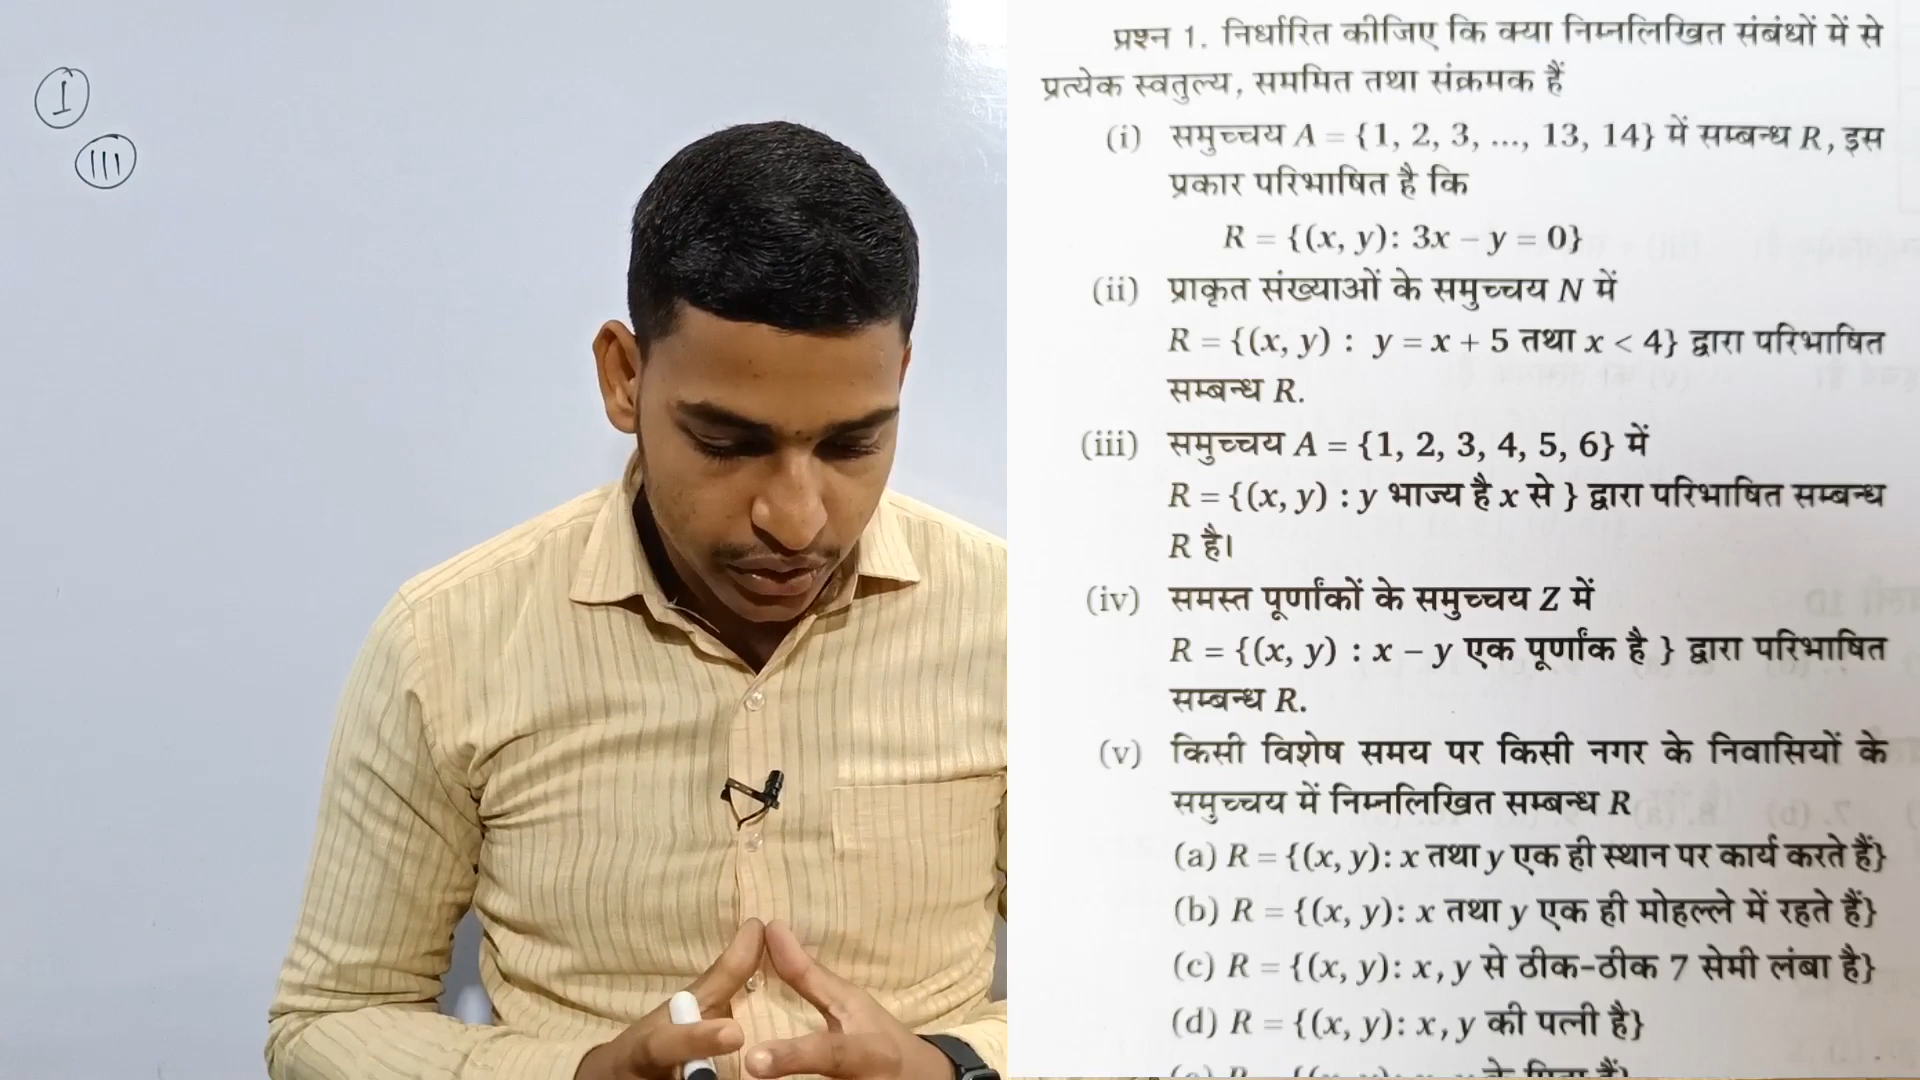 I
III
प्रश्न 1. निर्धारित कीजिए कि क्या निम्नलिखित संबंधों में से
प्रत्येक स्वतुल्य, सममित तथा संक्रमक हैं
(i) समुच्चय A = {1, 2, 3, ..., 13, 14} में सम्बन्ध R, इस
प्रकार परिभाषित है कि
R = {(x, y): 3x – y = 0}
(ii) प्राकृत संख्याओं के समुच्चय N में
R = {(x, y) : y = x + 5 तथा x < 4} द्वारा परिभाषित
सम्बन्ध R.
(iii) समुच्चय A = {1, 2, 3, 4, 5, 6} में
R = {(x, y) : y भाज्य है x से } द्वारा परिभाषित सम्बन्ध
R है।
(iv) समस्त पूर्णांकों के समुच्चय Z में
R = {(x, y) : x – y एक पूर्णांक है } द्वारा परिभाषित
सम्बन्ध R.
(v) किसी विशेष समय पर किसी नगर के निवासियों के
समुच्चय में निम्नलिखित सम्बन्ध R
(a) R = {(x, y): x तथा y एक ही स्थान पर कार्य करते हैं}
(b) R = {(x, y): x तथा y एक ही मोहल्ले में रहते हैं}
(c) R = {(x, y): x, y से ठीक-ठीक 7 सेमी लंबा है}
(d) R = {(x, y): x, y की पत्नी है}